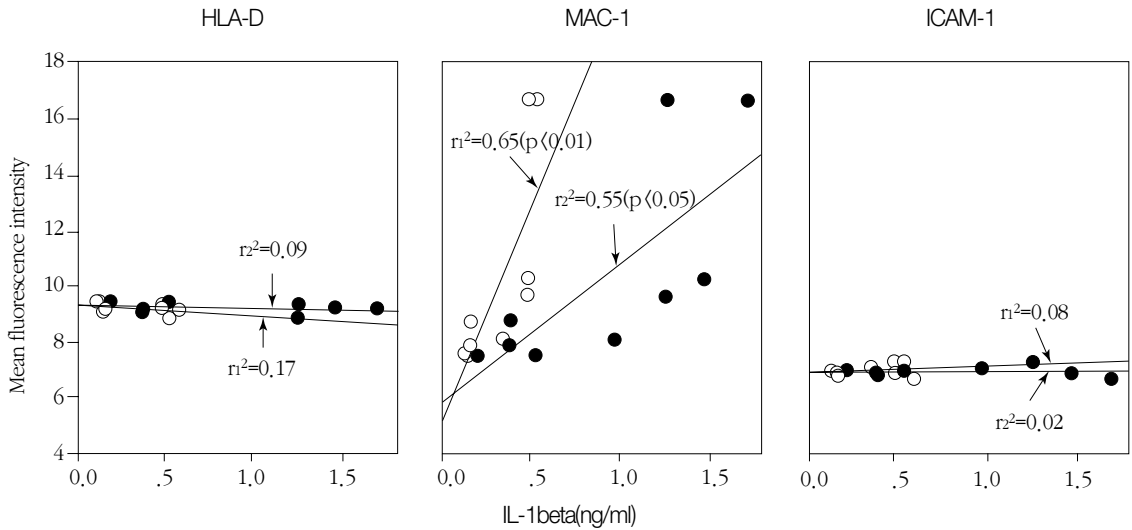 HLA-D
MAC-1
ICAM-1
Mean fluorescence intensity
18
16
14
12
10
8
6
4
r₂²=0.09
r₁²=0.17
0.0 .5 1.0 1.5
r₁²=0.65(p<0.01)
r₂²=0.55(p<0.05)
0.0 .5 1.0 1.5
r₁²=0.08
r₂²=0.02
0.0 .5 1.0 1.5
IL-1beta(ng/ml)